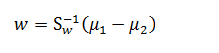 w = S_w^{-1}(μ_1 − μ_2)